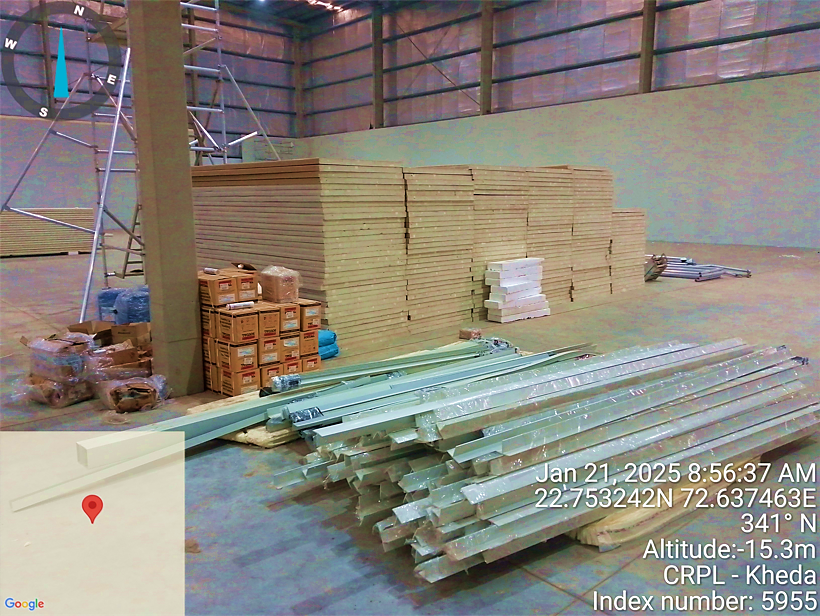 N
W
E
S
Jan 21, 2025 8:56:37 AM
22.753242N 72.637463E
341° N
Altitude:-15.3m
CRPL - Kheda
Index number: 5955
Google